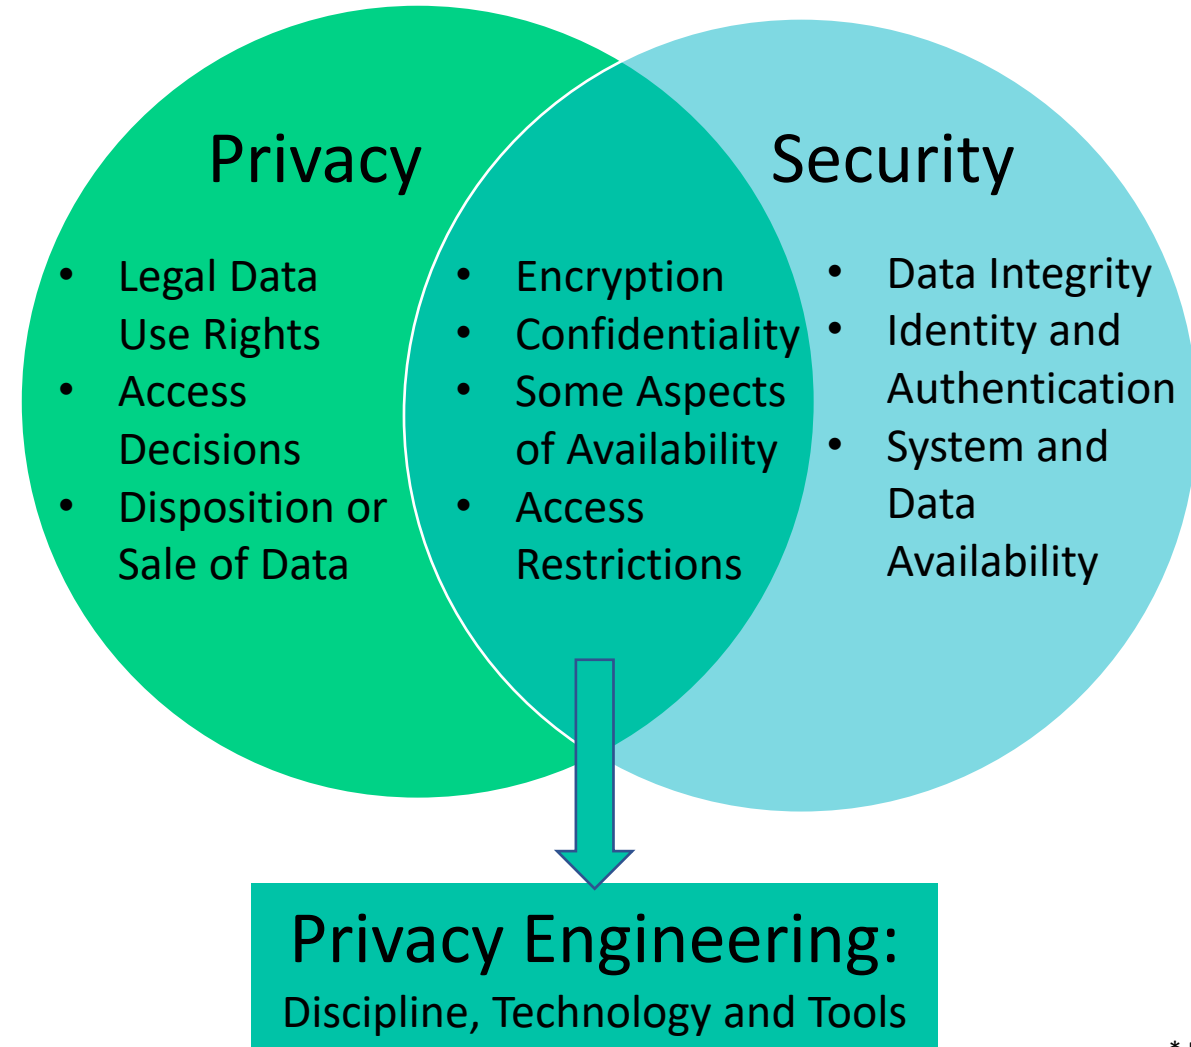 Privacy
• Legal Data
Use Rights
• Access
Decisions
• Disposition or
Sale of Data
• Encryption
• Confidentiality
• Some Aspects
of Availability
• Access
Restrictions
Security
• Data Integrity
• Identity and
Authentication
• System and
Data
Availability
Privacy Engineering:
Discipline, Technology and Tools
*